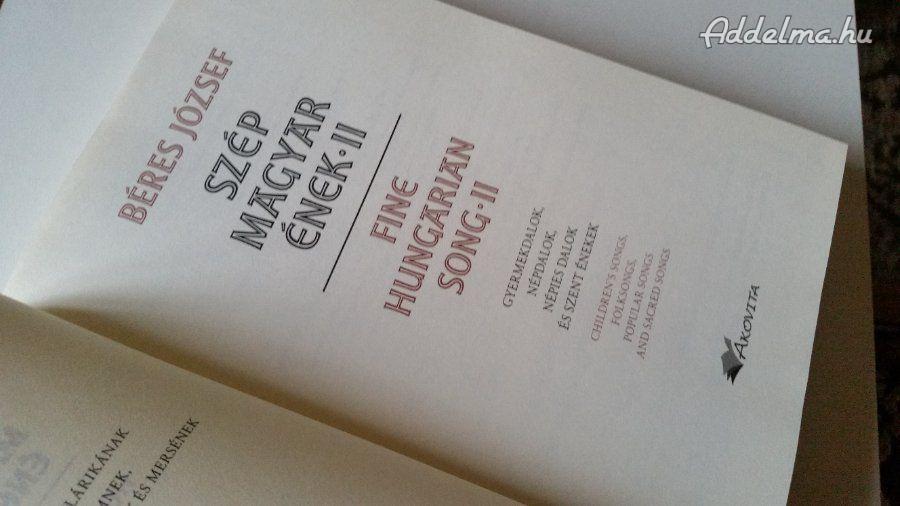 Addelma.hu
BÉRES JÓZSEF
SZÉP
MAGYAR
ÉNEK·II
FINE
HUNGARIAN
SONG·II
GYERMEKDALOK,
NÉPDALOK,
NÉPIES DALOK
ÉS SZENT ÉNEKEK
CHILDREN'S SONGS,
FOLKSONGS,
POPULAR SONGS
AND SACRED SONGS
AKOVITA
ÉS MERSÉNEK